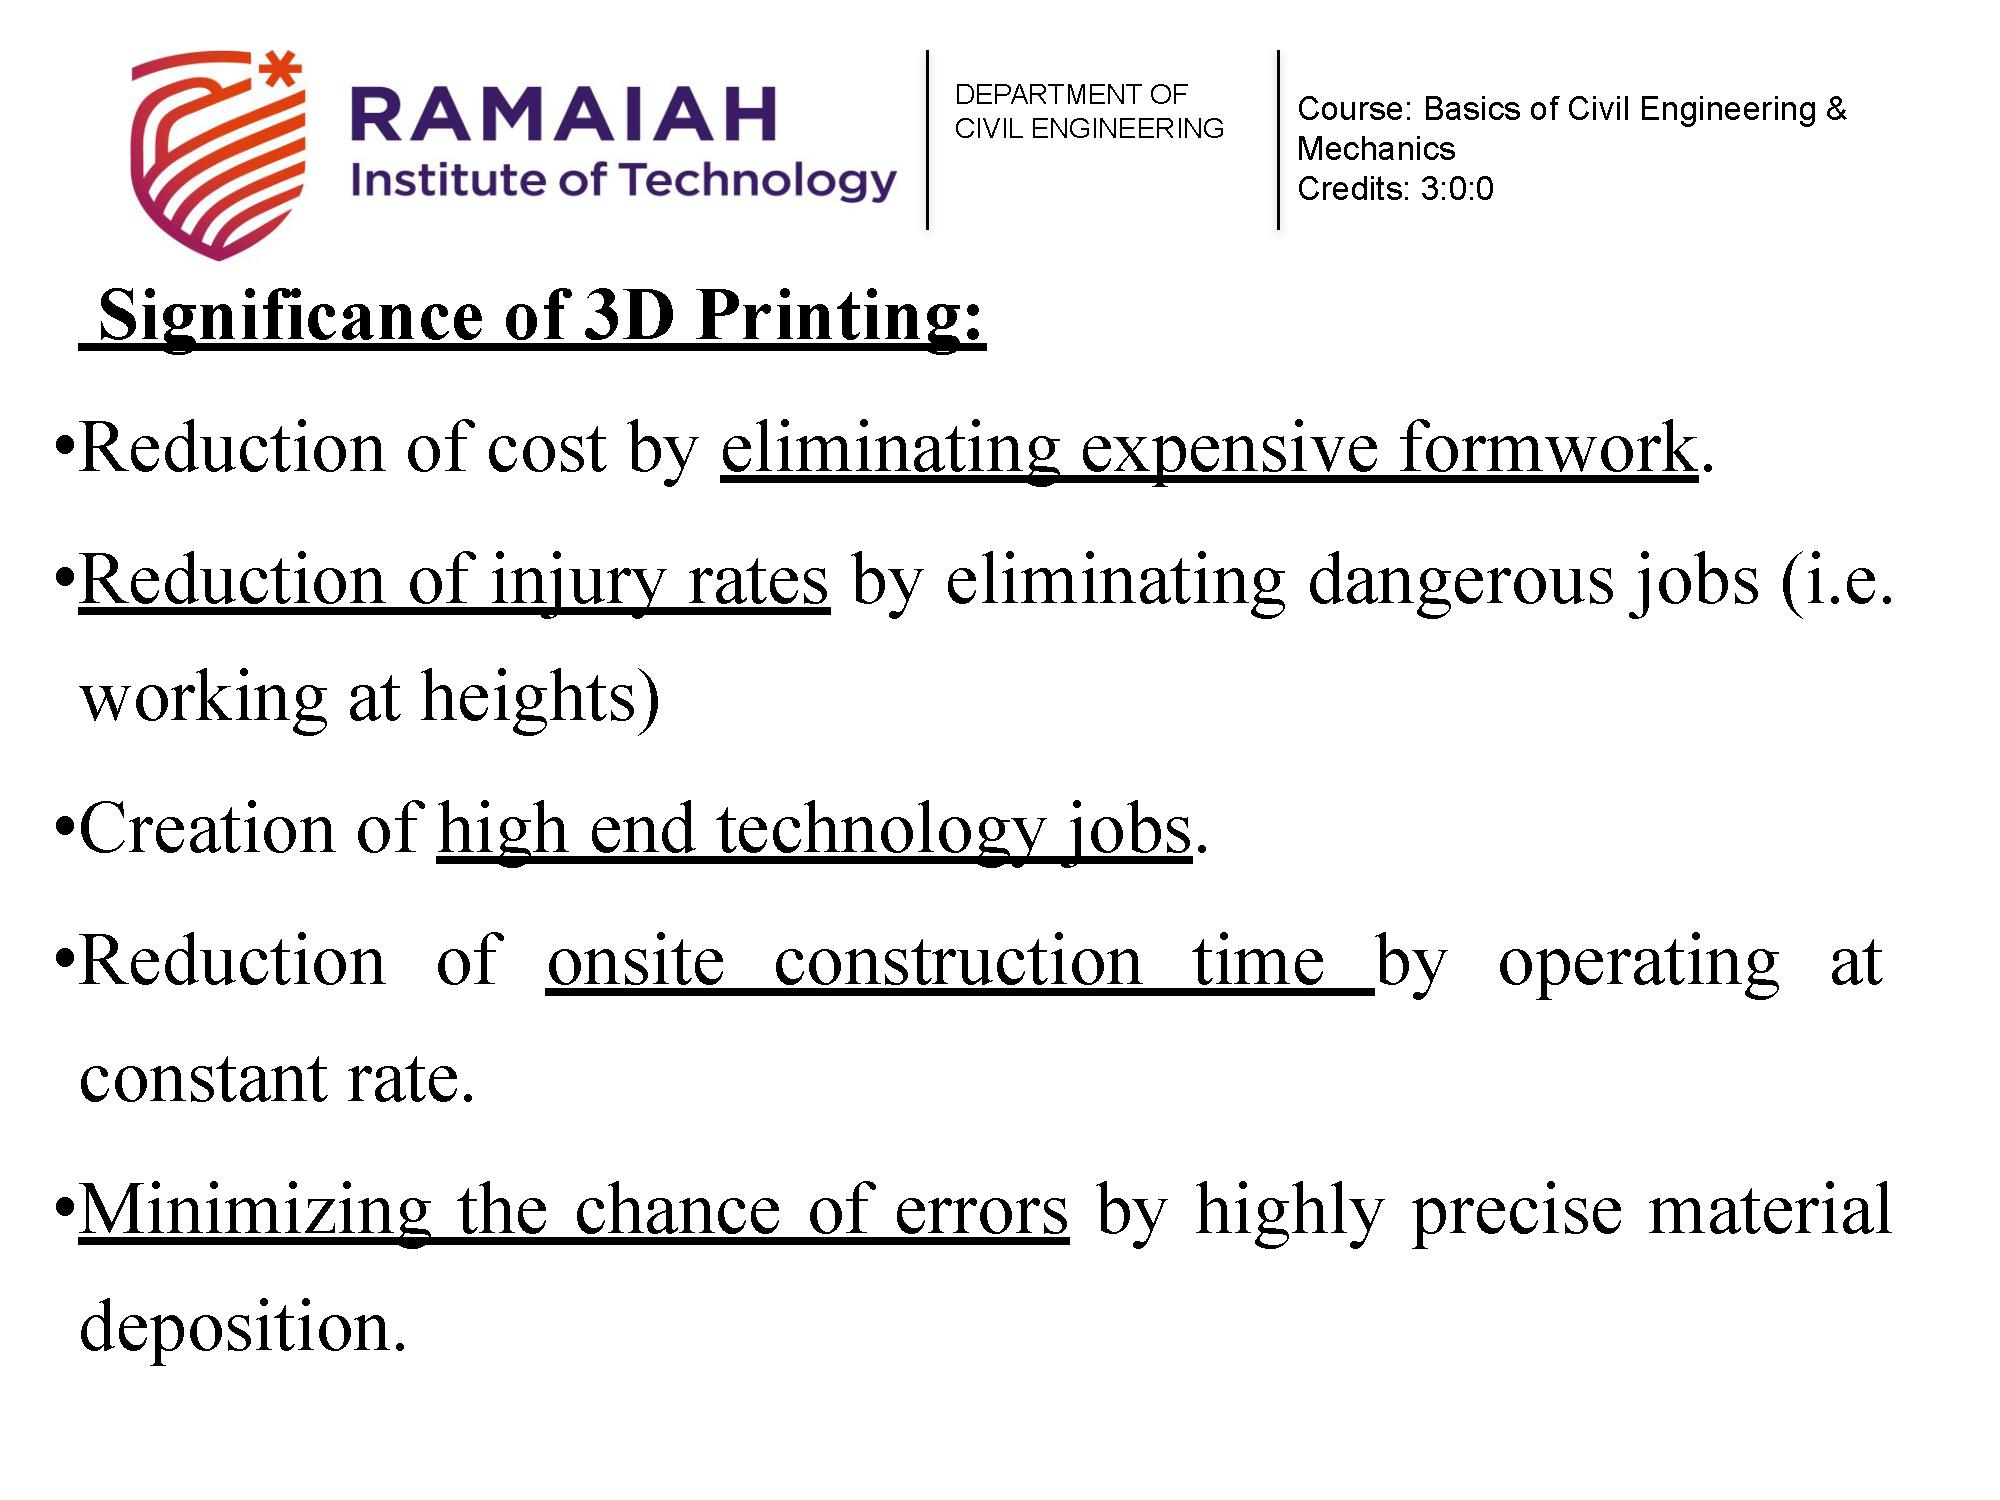 RAMAIAH
Institute of Technology
DEPARTMENT OF
CIVIL ENGINEERING
Course: Basics of Civil Engineering &
Mechanics
Credits: 3:0:0
Significance of 3D Printing:
•Reduction of cost by eliminating expensive formwork.
•Reduction of injury rates by eliminating dangerous jobs (i.e.
working at heights)
•Creation of high end technology jobs.
•Reduction of onsite construction time by operating at
constant rate.
•Minimizing the chance of errors by highly precise material
deposition.